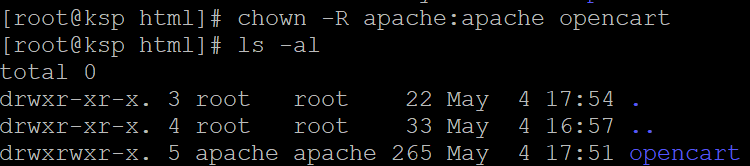 [root@ksp html]# chown -R apache:apache opencart
[root@ksp html]# ls -al
total 0
drwxr-xr-x. 3 root   root    22 May  4 17:54 .
drwxr-xr-x. 4 root   root    33 May  4 16:57 ..
drwxrwxr-x. 5 apache apache 265 May  4 17:51 opencart